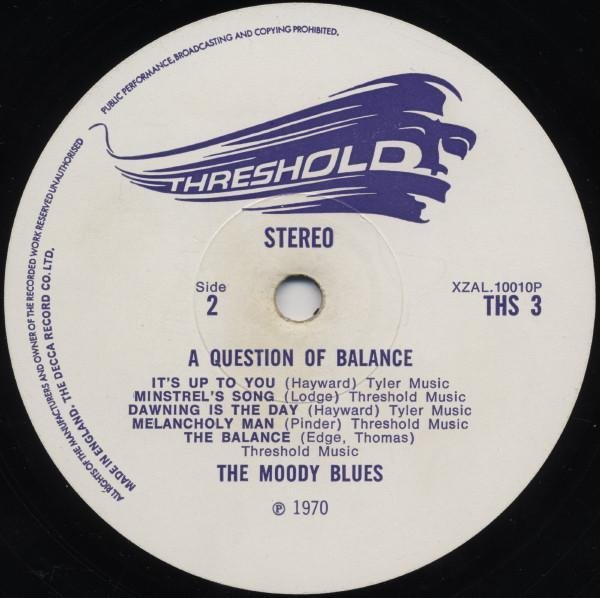 PUBLIC PERFORMANCE, BROADCASTING AND COPYING PROHIBITED.
ALL RIGHTS OF THE MANUFACTURERS AND OWNER OF THE RECORDED WORK RESERVED UNAUTHORISED
MADE IN ENGLAND. THE DECCA RECORD CO. LTD.
THRESHOLD
STEREO
Side
2
XZAL.10010P
THS 3
A QUESTION OF BALANCE
IT'S UP TO YOU (Hayward) Tyler Music
MINSTREL'S SONG (Lodge) Threshold Music
DAWNING IS THE DAY (Hayward) Tyler Music
MELANCHOLY MAN (Pinder) Threshold Music
THE BALANCE (Edge, Thomas)
Threshold Music
THE MOODY BLUES
℗ 1970